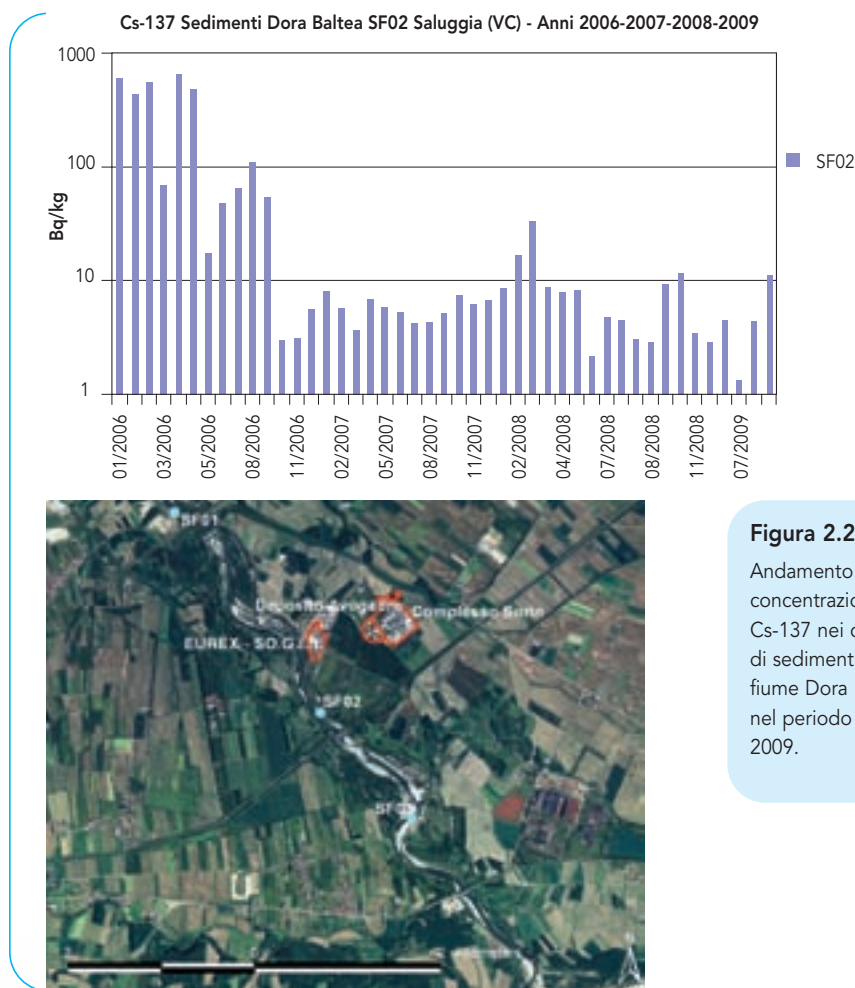 Cs-137 Sedimenti Dora Baltea SF02 Saluggia (VC) - Anni 2006-2007-2008-2009
1000
100
10
1
Bq/kg
SF02
01/2006
03/2006
05/2006
08/2006
11/2006
02/2007
05/2007
08/2007
11/2007
02/2008
04/2008
07/2008
08/2008
11/2008
07/2009
SF01
Deposito Avogadro
Complesso Sorin
EUREX - SO.G.I.N.
SF02
Figura 2.2
Andamento
concentrazio
Cs-137 nei c
di sediment
fiume Dora
nel periodo
2009.